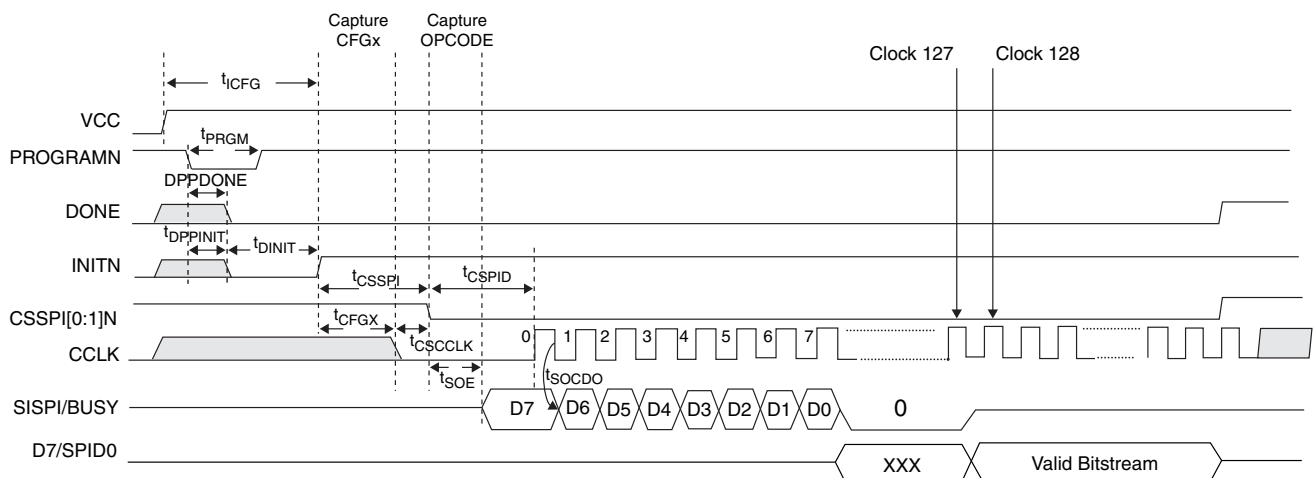 Capture
CFGx
Capture
OPCODE
Clock 127
Clock 128
tICFG
VCC
tPRGM
PROGRAMN
DPPDONE
DONE
tDPPINIT
tDINIT
INITN
tCSSPI
tCSPID
CSSPI[0:1]N
tCFGX
tCSCCLK
0 1 2 3 4 5 6 7
CCLK
tSOE
tSOCDO
SISPI/BUSY
D7 D6 D5 D4 D3 D2 D1 D0 0
D7/SPID0
XXX
Valid Bitstream